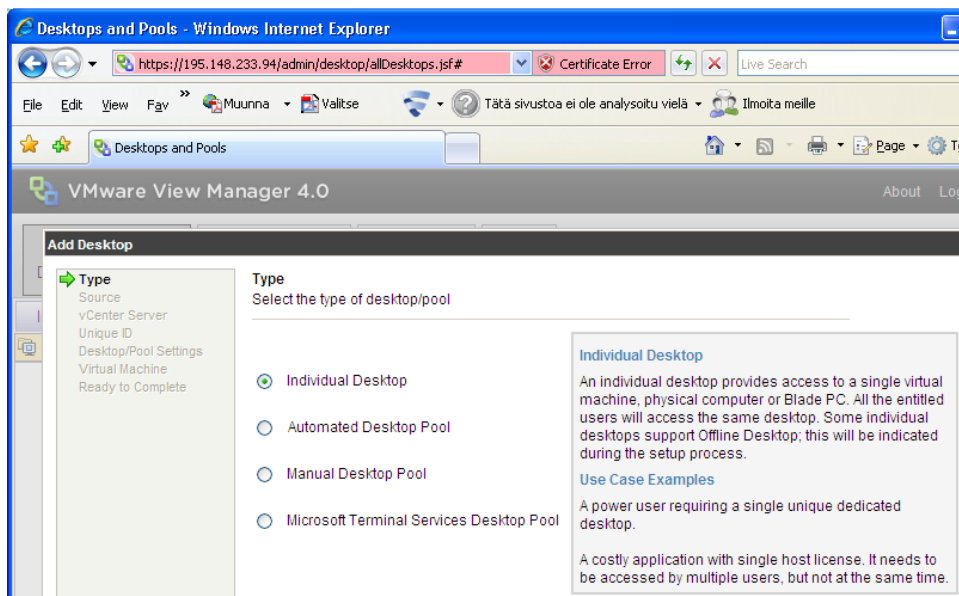 Desktops and Pools - Windows Internet Explorer
https://195.148.233.94/admin/desktop/allDesktops.jsf#
Certificate Error
Live Search
File Edit View Fav » Muunna Valitse Tätä sivustoa ei ole analysoitu vielä Ilmoita meille
Desktops and Pools
Page
VMware View Manager 4.0
About
Add Desktop
Type
Source
vCenter Server
Unique ID
Desktop/Pool Settings
Virtual Machine
Ready to Complete
Type
Select the type of desktop/pool
Individual Desktop
Automated Desktop Pool
Manual Desktop Pool
Microsoft Terminal Services Desktop Pool
Individual Desktop
An individual desktop provides access to a single virtual
machine, physical computer or Blade PC. All the entitled
users will access the same desktop. Some individual
desktops support Offline Desktop; this will be indicated
during the setup process.
Use Case Examples
A power user requiring a single unique dedicated
desktop.
A costly application with single host license. It needs to
be accessed by multiple users, but not at the same time.